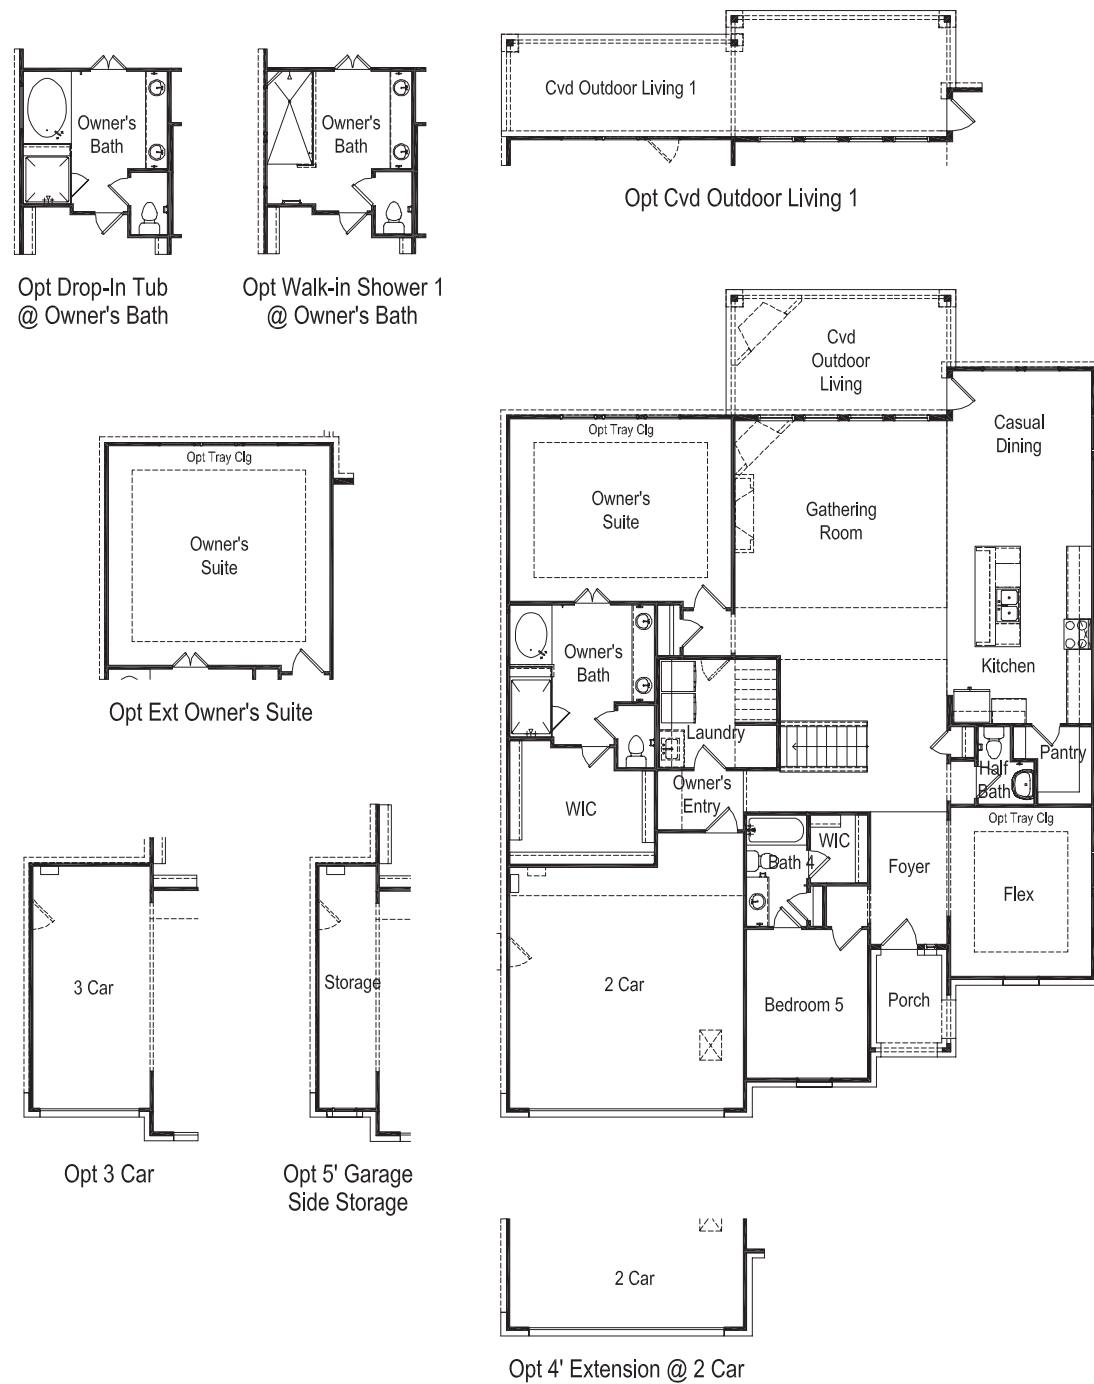 Cvd Outdoor Living 1
Opt Cvd Outdoor Living 1
Owner's
Bath
Opt Drop-In Tub
@ Owner's Bath
Owner's
Bath
Opt Walk-in Shower 1
@ Owner's Bath
Opt Tray Clg
Owner's
Suite
Opt Ext Owner's Suite
Cvd
Outdoor
Living
Casual
Dining
Opt Tray Clg
Owner's
Suite
Gathering
Room
Kitchen
Owner's
Bath
Laundry
Pantry
Half
Bath
Owner's
Entry
WIC
Opt Tray Clg
WIC
Bath 4
Foyer
Flex
2 Car
Bedroom 5
Porch
3 Car
Opt 3 Car
Storage
Opt 5' Garage
Side Storage
2 Car
Opt 4' Extension @ 2 Car